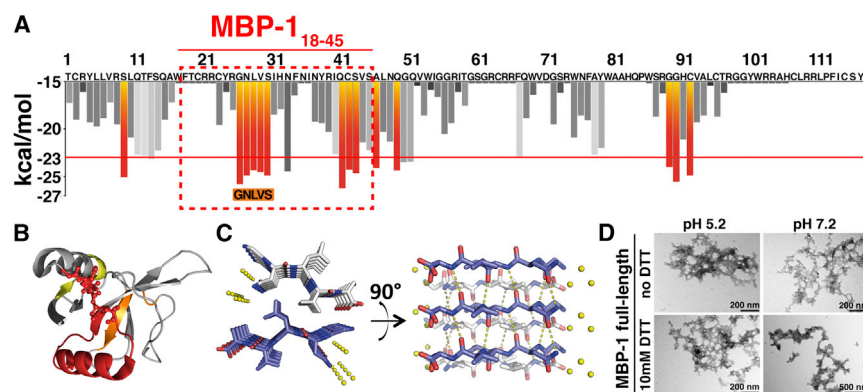 A
MBP-1 18-45
1 11 21 31 41 51 61 71 81 91 101 111
TCRYLLVRSLQTFSQAWFTCRRCYRGNLVSIHNFNINYRIQCSVSALNQGQVWIGGRITGSGRCRRFQWVDGSRWNFAYWAAHQPWSRGGHCVALCTRGGYWRRAHCLRRLPFICSY
kcal/mol
-15
-20
-23
-25
-27
GNLVS
B
C
90°
D
pH 5.2 pH 7.2
MBP-1 full-length
no DTT
10mM DTT
200 nm
200 nm
200 nm
500 nm